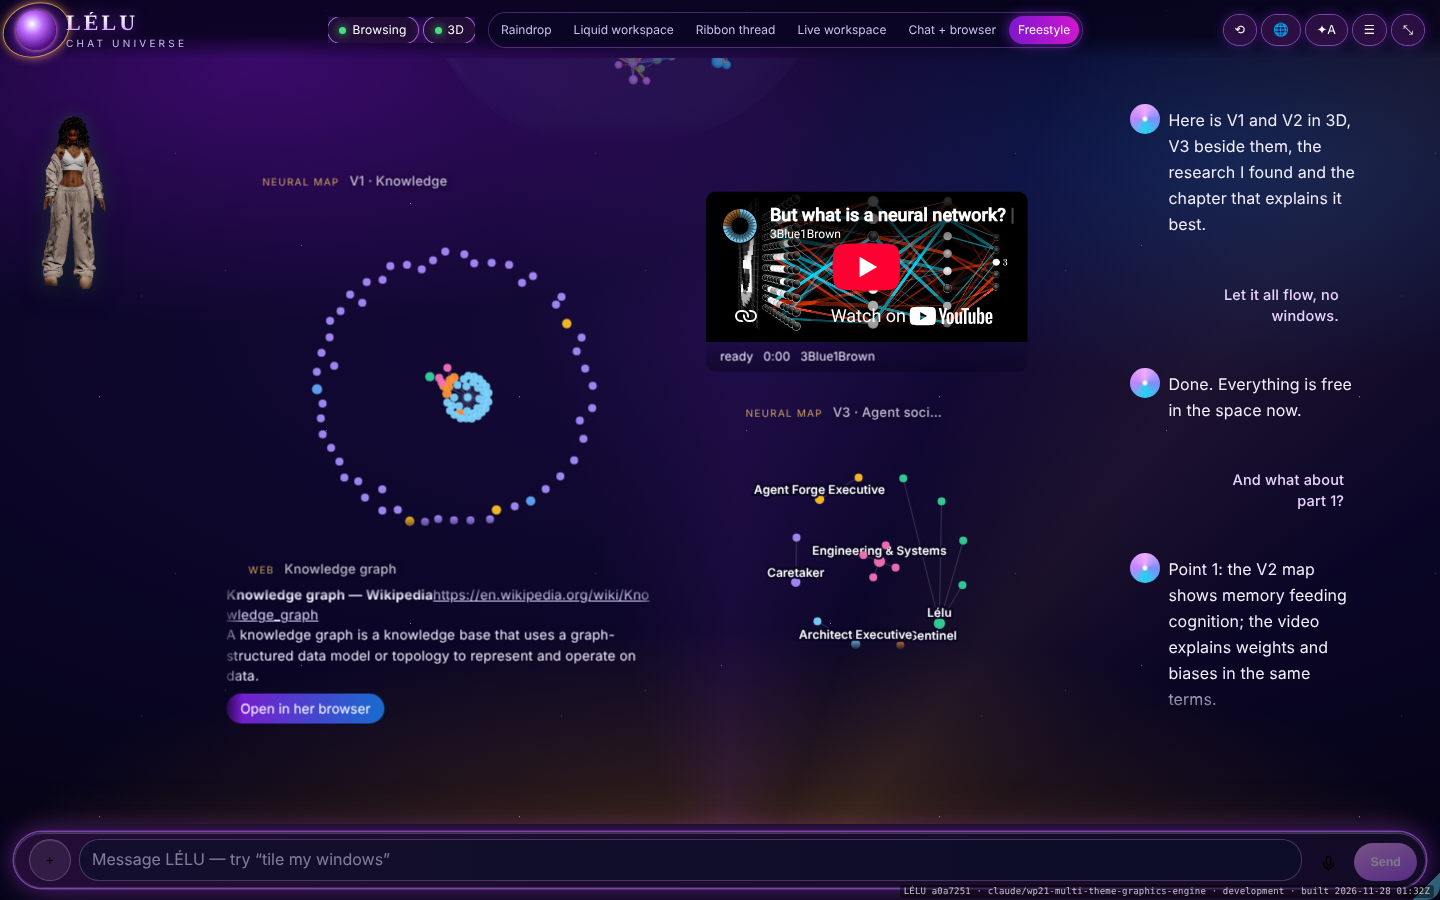 LÉLU
CHAT UNIVERSE
Browsing
3D
Raindrop
Liquid workspace
Ribbon thread
Live workspace
Chat + browser
Freestyle
✦A
NEURAL MAP V1 · Knowledge
But what is a neural network? |
3Blue1Brown
3
Watch on YouTube
ready 0:00 3Blue1Brown
NEURAL MAP V3 · Agent soci...
Agent Forge Executive
Engineering & Systems
Caretaker
Lélu
Architect Executive
Sentinel
WEB Knowledge graph
Knowledge graph — Wikipediahttps://en.wikipedia.org/wiki/Kno
wledge_graph
A knowledge graph is a knowledge base that uses a graph-
structured data model or topology to represent and operate on
data.
Open in her browser
Here is V1 and V2 in 3D,
V3 beside them, the
research I found and the
chapter that explains it
best.
Let it all flow, no
windows.
Done. Everything is free
in the space now.
And what about
part 1?
Point 1: the V2 map
shows memory feeding
cognition; the video
explains weights and
biases in the same
terms.
+
Message LÉLU — try “tile my windows”
Send
LÉLU a0a7251 · claude/wp21-multi-theme-graphics-engine · development · built 2026-11-28 01:32Z